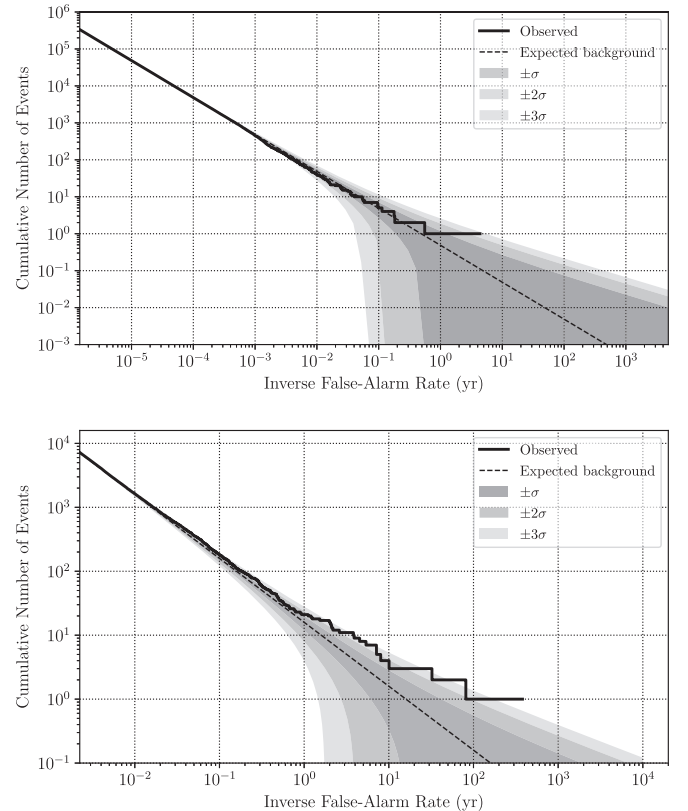 10^6
10^5
10^4
10^3
10^2
10^1
10^0
10^−1
10^−2
10^−3
Cumulative Number of Events
Observed
Expected background
±σ
±2σ
±3σ
10^−5 10^−4 10^−3 10^−2 10^−1 10^0 10^1 10^2 10^3
Inverse False-Alarm Rate (yr)
10^4
10^3
10^2
10^1
10^0
10^−1
Cumulative Number of Events
Observed
Expected background
±σ
±2σ
±3σ
10^−2 10^−1 10^0 10^1 10^2 10^3 10^4
Inverse False-Alarm Rate (yr)